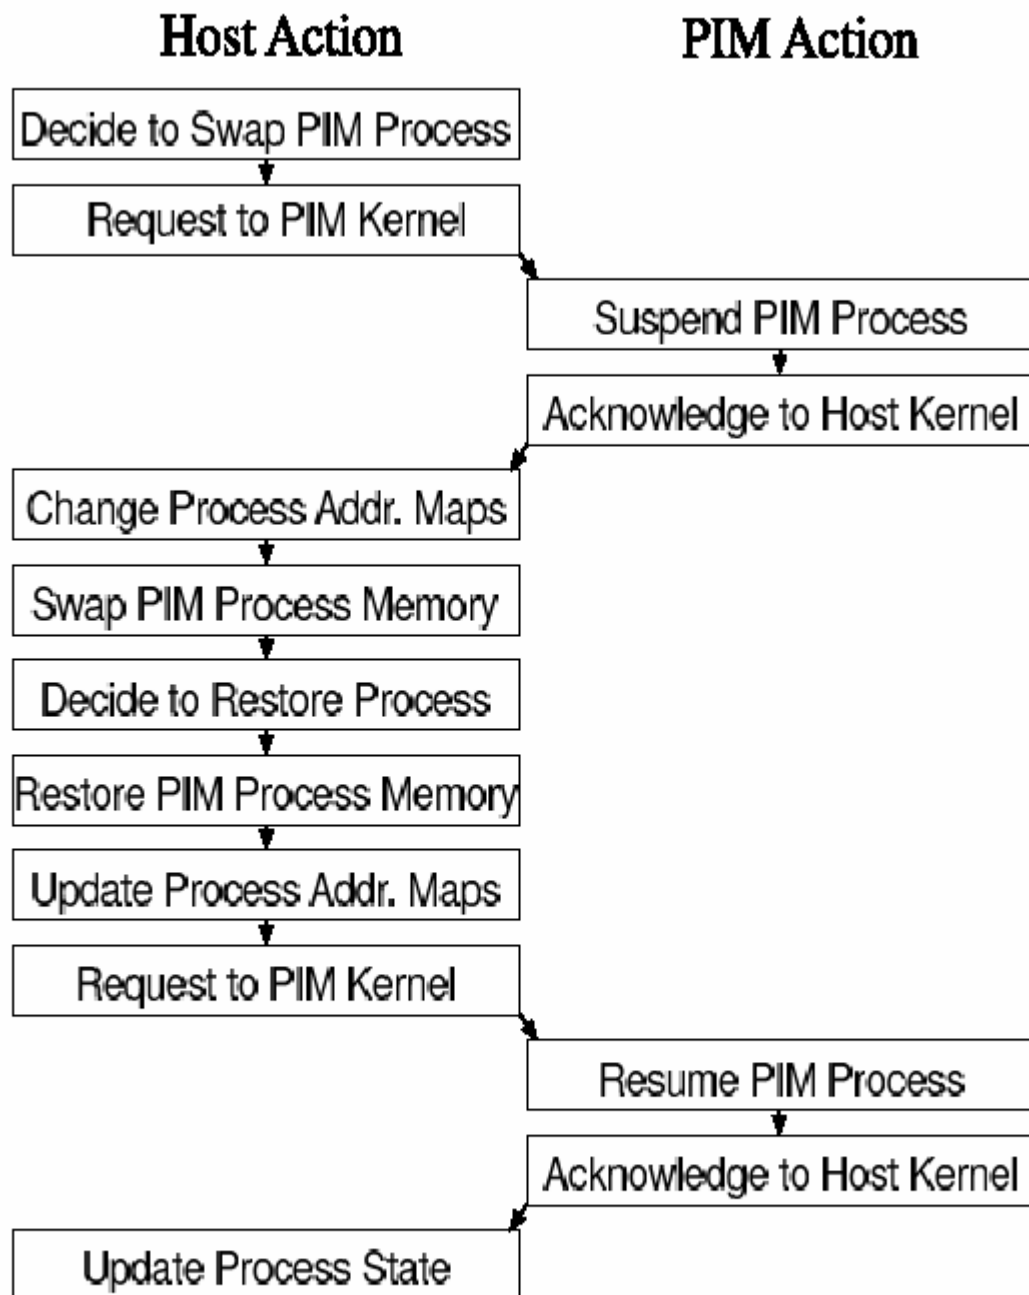 Host Action
PIM Action
Decide to Swap PIM Process
Request to PIM Kernel
Suspend PIM Process
Acknowledge to Host Kernel
Change Process Addr. Maps
Swap PIM Process Memory
Decide to Restore Process
Restore PIM Process Memory
Update Process Addr. Maps
Request to PIM Kernel
Resume PIM Process
Acknowledge to Host Kernel
Update Process State